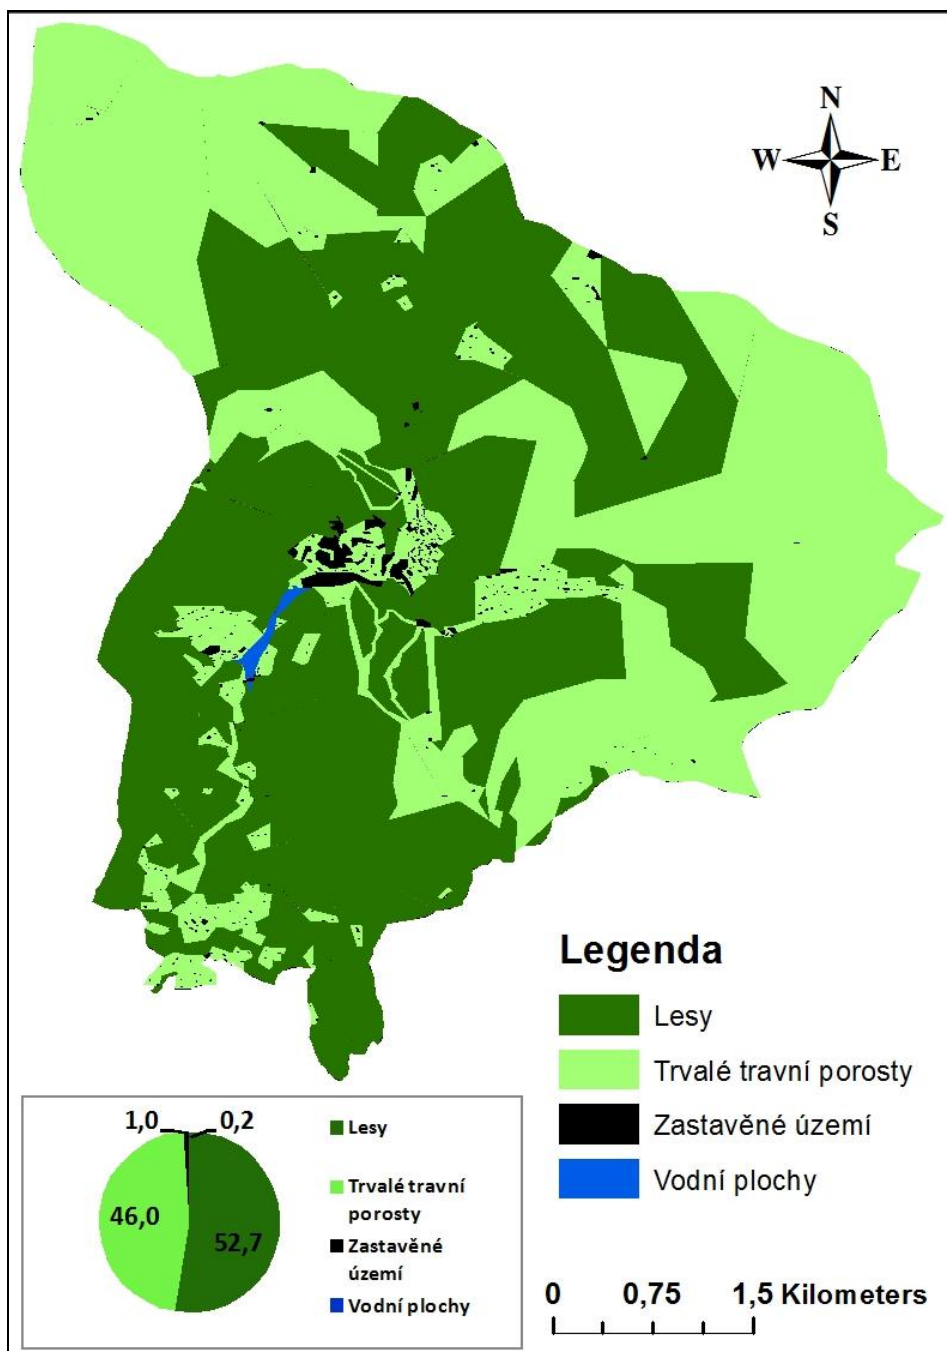 N
W E
S
Legenda
Lesy
Trvalé travní porosty
Zastavěné území
Vodní plochy
1,0 0,2
46,0
52,7
Lesy
Trvalé travní
porosty
Zastavěné
území
Vodní plochy
0 0,75 1,5 Kilometers